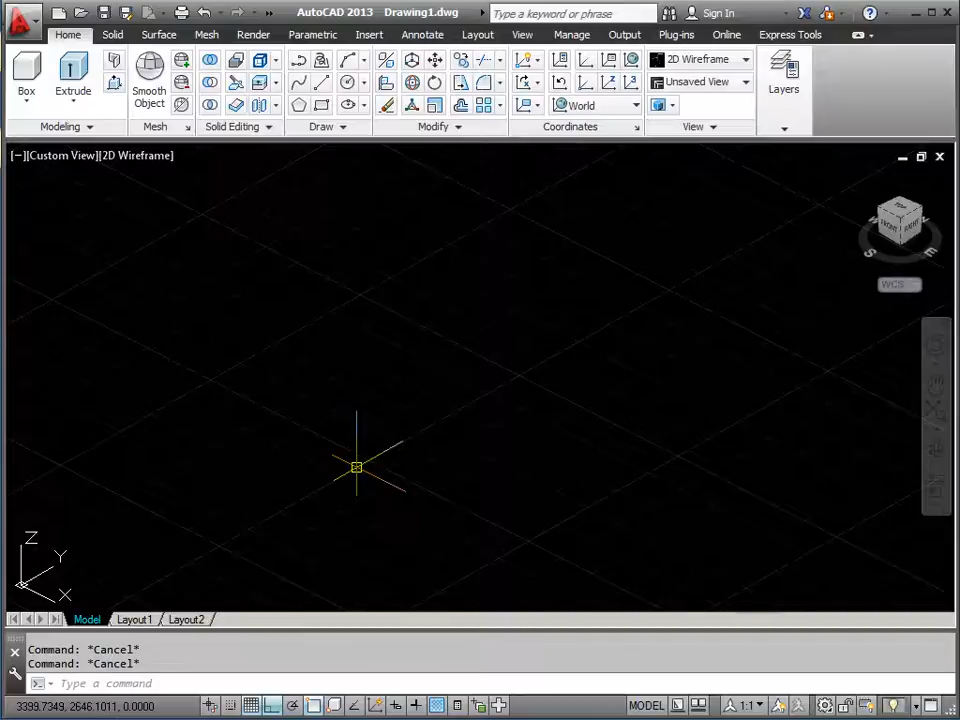 AutoCAD 2013 Drawing1.dwg Type a keyword or phrase Sign In
Home Solid Surface Mesh Render Parametric Insert Annotate Layout View Manage Output Plug-ins Online Express Tools
2D Wireframe
Unsaved View
Box Extrude Smooth Object World Layers
Modeling Mesh Solid Editing Draw Modify Coordinates View
[−][Custom View][2D Wireframe]
TOP
FRONT RIGHT
S E
WCS
Z
Y
X
Model Layout1 Layout2
Command: *Cancel*
Command: *Cancel*
Type a command
3399.7349, 2646.1011, 0.0000 MODEL 1:1